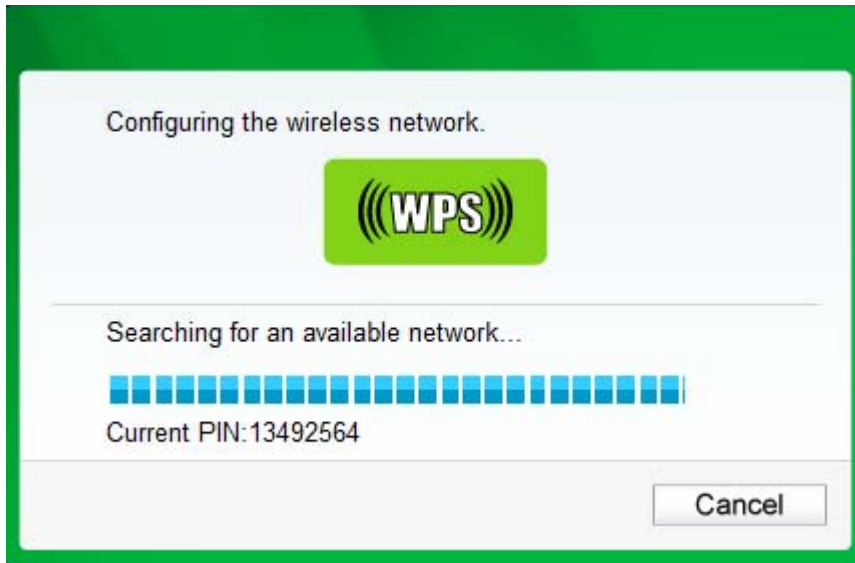 Configuring the wireless network.
(((WPS)))
Searching for an available network...
Current PIN:13492564
Cancel